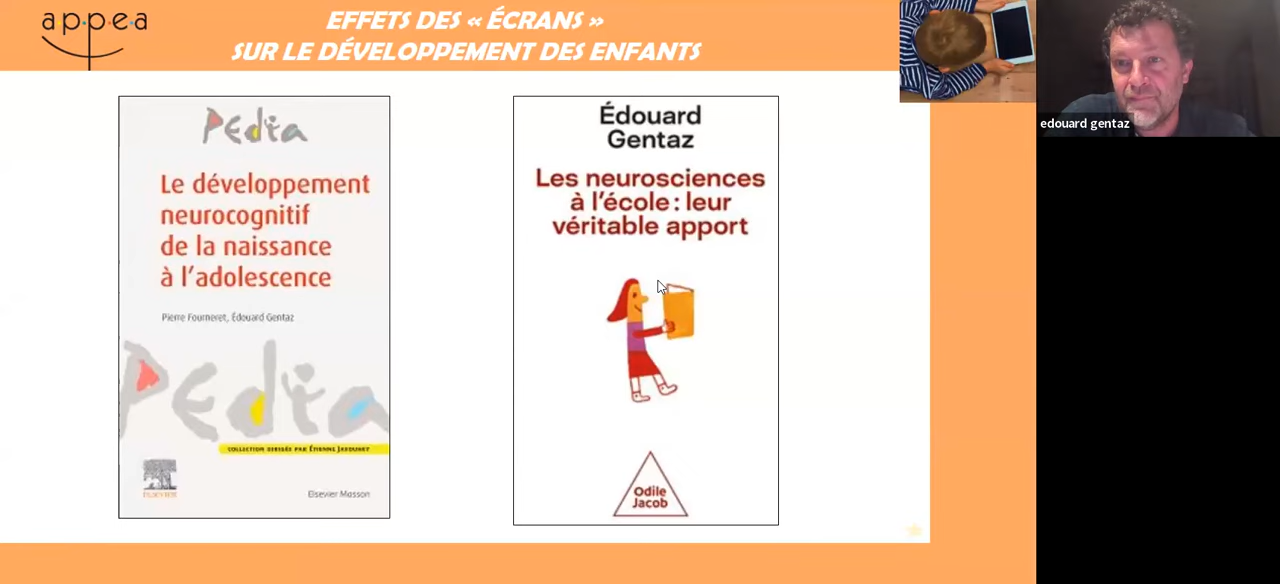 appea
EFFETS DES « ÉCRANS »
SUR LE DÉVELOPPEMENT DES ENFANTS
edouard gentaz
Pedia
Le développement
neurocognitif
de la naissance
à l'adolescence
Pierre Fourneret, Édouard Gentaz
Pedia
COLLECTION DIRIGÉE PAR ÉTIENNE JAVOUHEY
ELSEVIER
Elsevier Masson
Édouard
Gentaz
Les neurosciences
à l'école : leur
véritable apport
Odile
Jacob